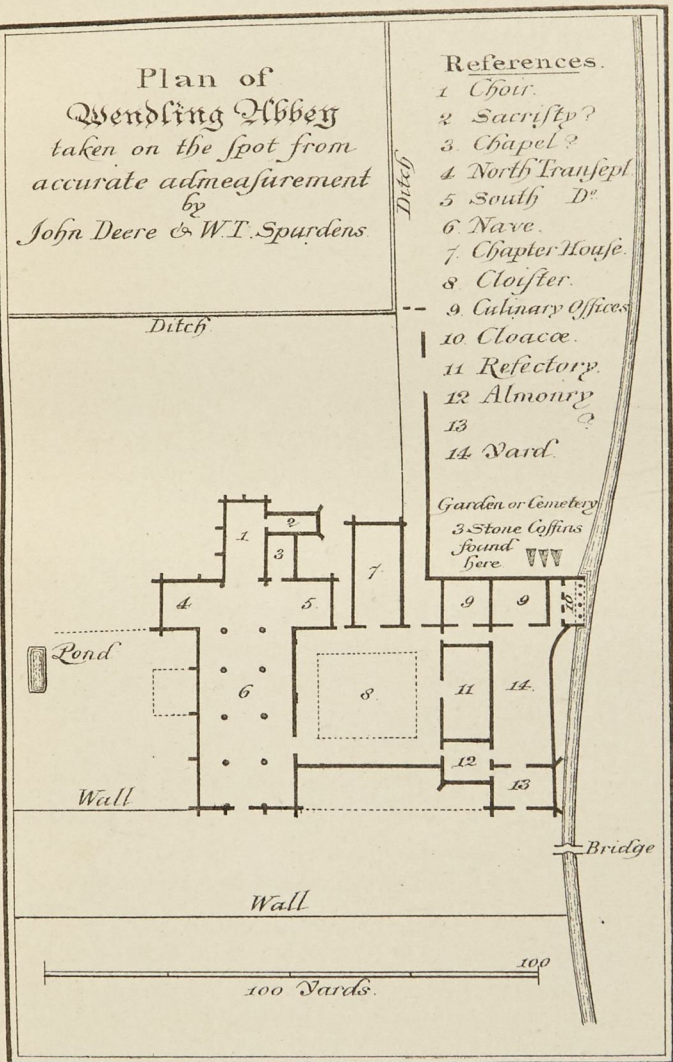 Plan of
Wendling Abbey
taken on the ſpot from
accurate admeaſurement
by
John Deere & W.T. Spurdens
References.
1 Choir.
2 Sacriſty?
3. Chapel?
4 North Tranſept
5 South Dº
6 Nave.
7. Chapter Houſe.
8 Cloiſter.
9. Culinary Offices
10. Cloacœ.
11 Refectory.
12 Almonry
13 ?
14 Yard.
Ditch
Ditch
Garden or Cemetery
3 Stone Coffins
found
here
1
2
3
4
5
7
9
9
10
Pond
6
8
11
14.
12
13
Wall
Bridge
Wall
100
100 Yards.